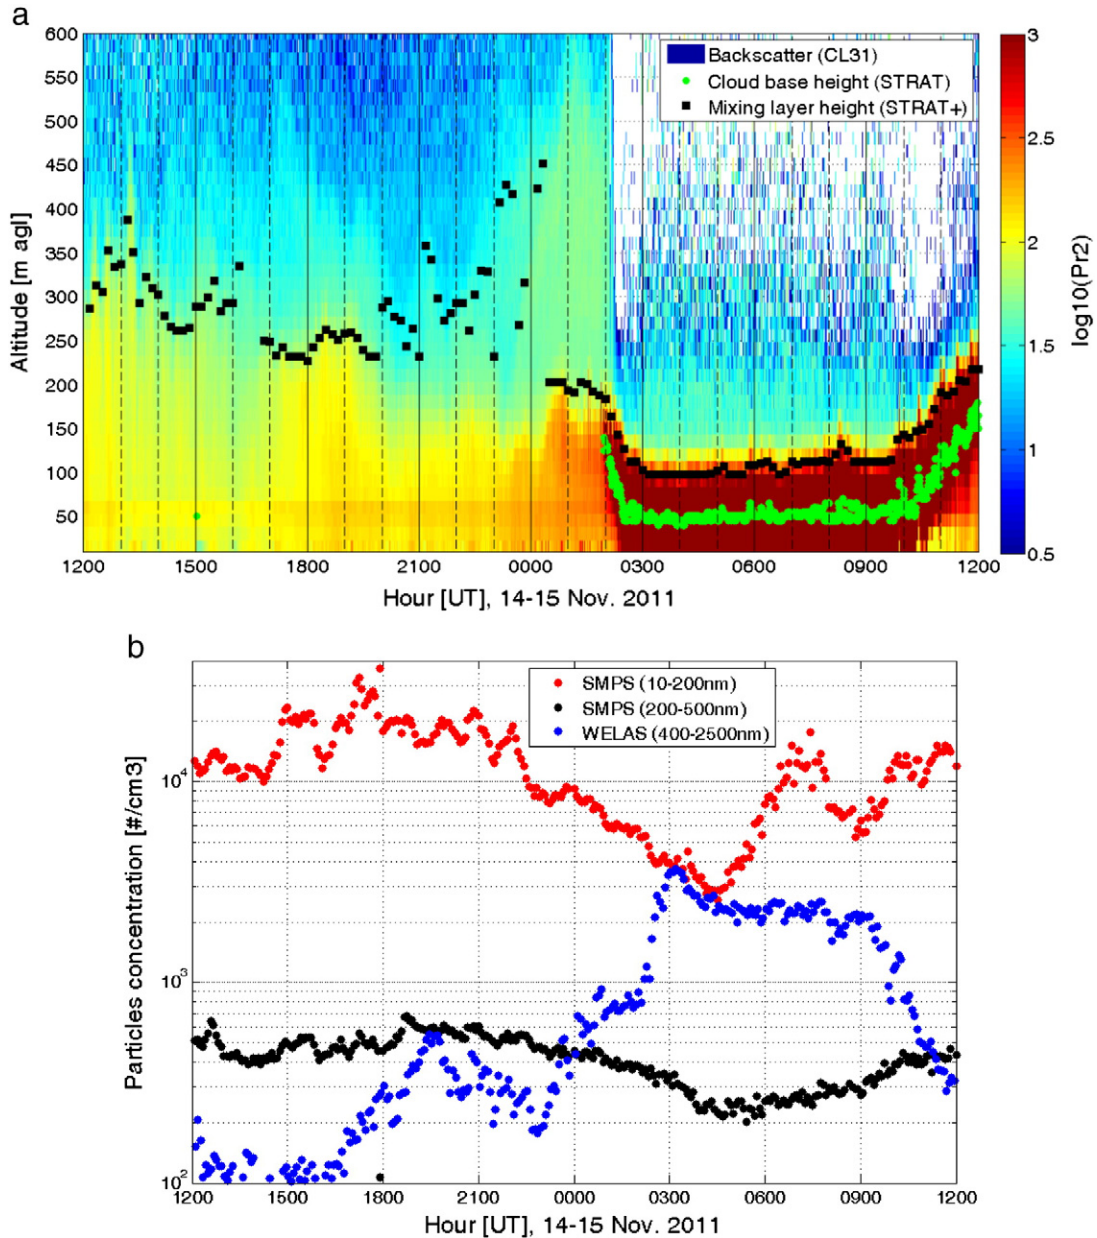 a
600
550
500
450
400
350
300
250
200
150
100
50
Altitude [m agl]
Backscatter (CL31)
Cloud base height (STRAT)
Mixing layer height (STRAT+)
1200 1500 1800 2100 0000 0300 0600 0900 1200
Hour [UT], 14-15 Nov. 2011
3
2.5
2
1.5
1
0.5
log10(Pr2)
b
SMPS (10-200nm)
SMPS (200-500nm)
WELAS (400-2500nm)
Particles concentration [#/cm3]
10^4
10^3
10^2
1200 1500 1800 2100 0000 0300 0600 0900 1200
Hour [UT], 14-15 Nov. 2011